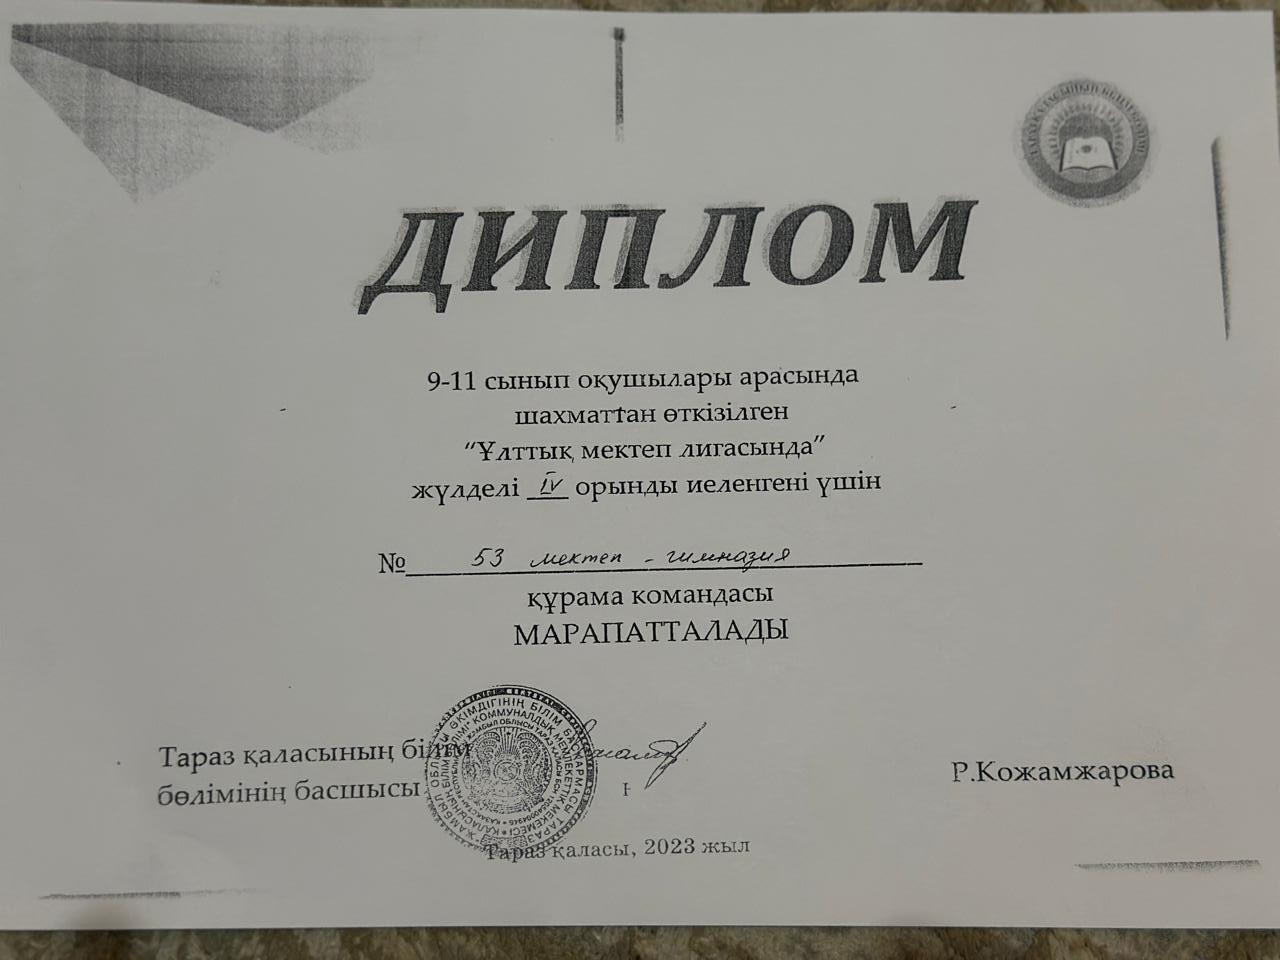 ДИПЛОМ
9-11 сынып оқушылары арасында
шахматтан өткізілген
“Ұлттық мектеп лигасында”
жүлделі IV орынды иеленгені үшін
№ 53 мектеп - гимназия
құрама командасы
МАРАПАТТАЛАДЫ
Тараз қаласының білім
бөлімінің басшысы
Р.Кожамжарова
Тараз қаласы, 2023 жыл